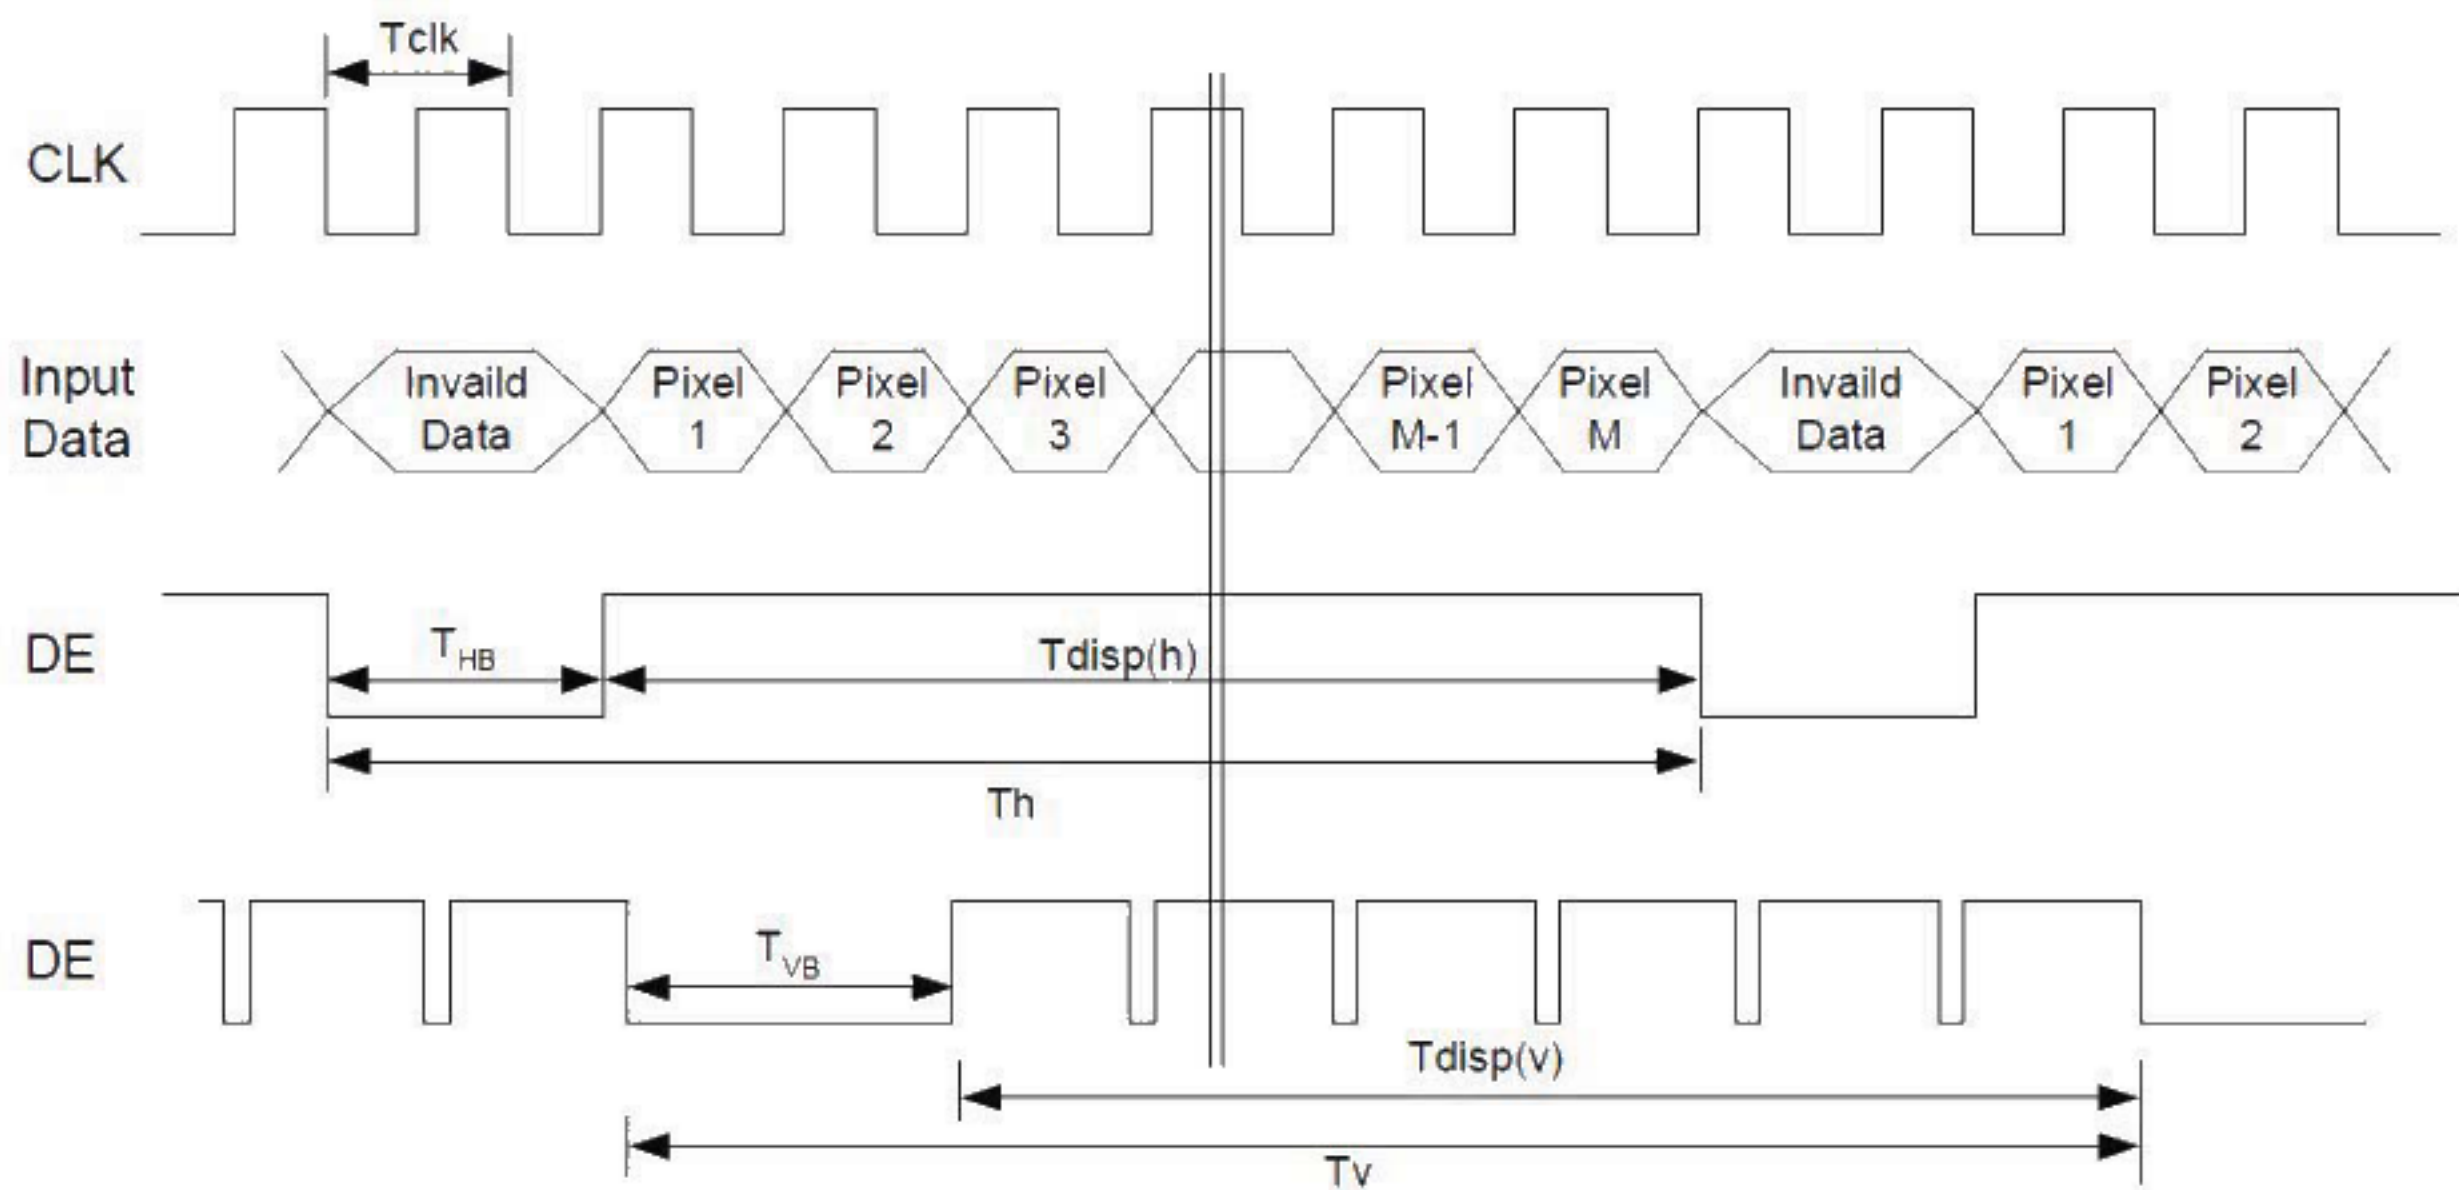 Tclk
CLK
Input
Data
Invaild
Data
Pixel
1
Pixel
2
Pixel
3
Pixel
M-1
Pixel
M
Invaild
Data
Pixel
1
Pixel
2
DE
THB
Tdisp(h)
Th
DE
TVB
Tdisp(v)
Tv